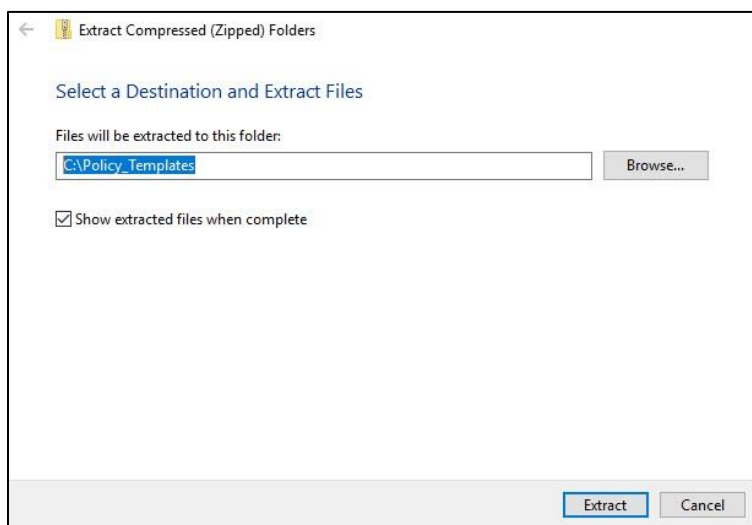 Extract Compressed (Zipped) Folders
Select a Destination and Extract Files
Files will be extracted to this folder:
C:\Policy_Templates
Browse...
Show extracted files when complete
Extract
Cancel